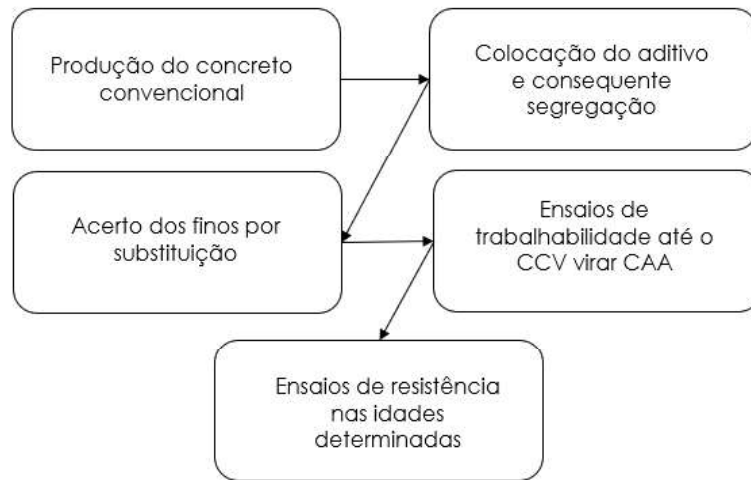 Produção do concreto
convencional
Colocação do aditivo
e consequente
segregação
Acerto dos finos por
substituição
Ensaios de
trabalhabilidade até o
CCV virar CAA
Ensaios de resistência
nas idades
determinadas